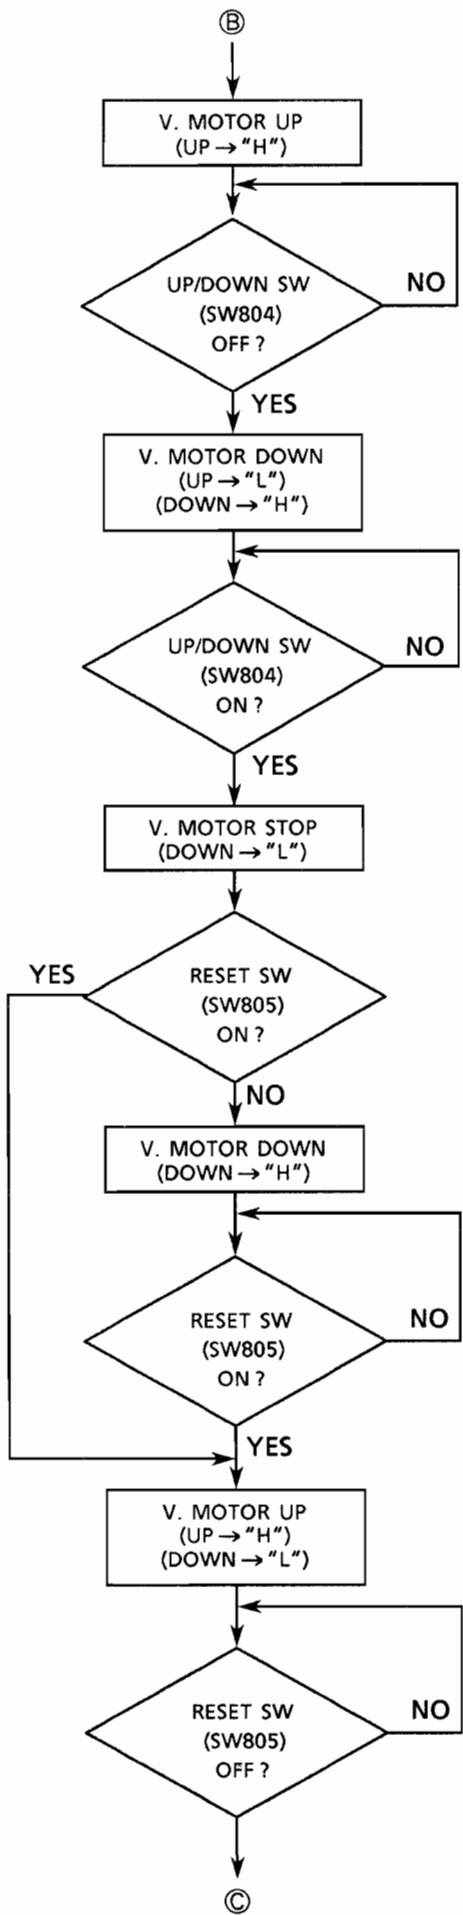 Ⓑ
V. MOTOR UP
(UP → "H")
UP/DOWN SW
(SW804)
OFF ?
NO
YES
V. MOTOR DOWN
(UP → "L")
(DOWN → "H")
UP/DOWN SW
(SW804)
ON ?
NO
YES
V. MOTOR STOP
(DOWN → "L")
YES
RESET SW
(SW805)
ON ?
NO
V. MOTOR DOWN
(DOWN → "H")
RESET SW
(SW805)
ON ?
NO
YES
V. MOTOR UP
(UP → "H")
(DOWN → "L")
RESET SW
(SW805)
OFF ?
NO
Ⓒ